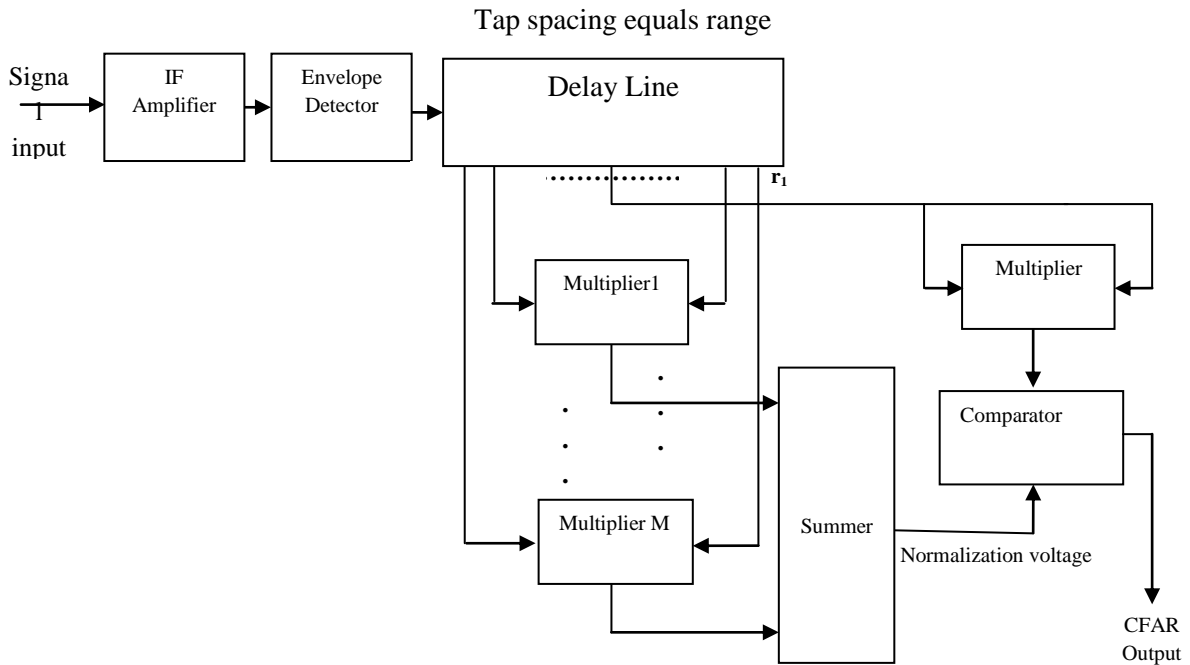 Tap spacing equals range
Signa
l
input
IF
Amplifier
Envelope
Detector
Delay Line
r₁
Multiplier1
Multiplier
Comparator
Multiplier M
Summer
Normalization voltage
CFAR
Output